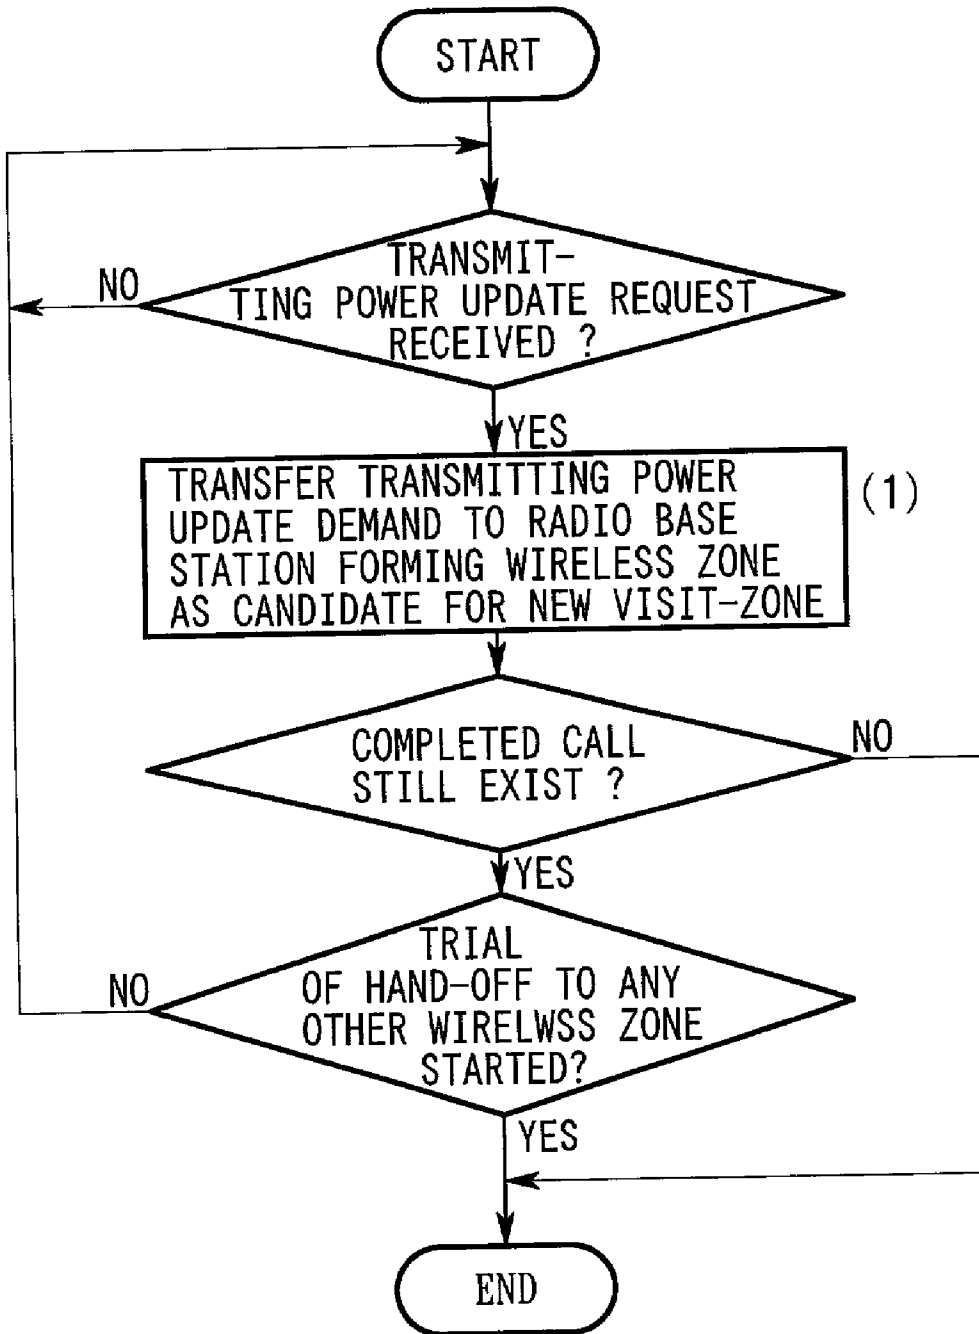 START
TRANSMIT-
TING POWER UPDATE REQUEST
RECEIVED ?
NO
YES
TRANSFER TRANSMITTING POWER
UPDATE DEMAND TO RADIO BASE
STATION FORMING WIRELESS ZONE
AS CANDIDATE FOR NEW VISIT-ZONE
(1)
COMPLETED CALL
STILL EXIST ?
NO
YES
TRIAL
OF HAND-OFF TO ANY
OTHER WIRELWSS ZONE
STARTED?
NO
YES
END